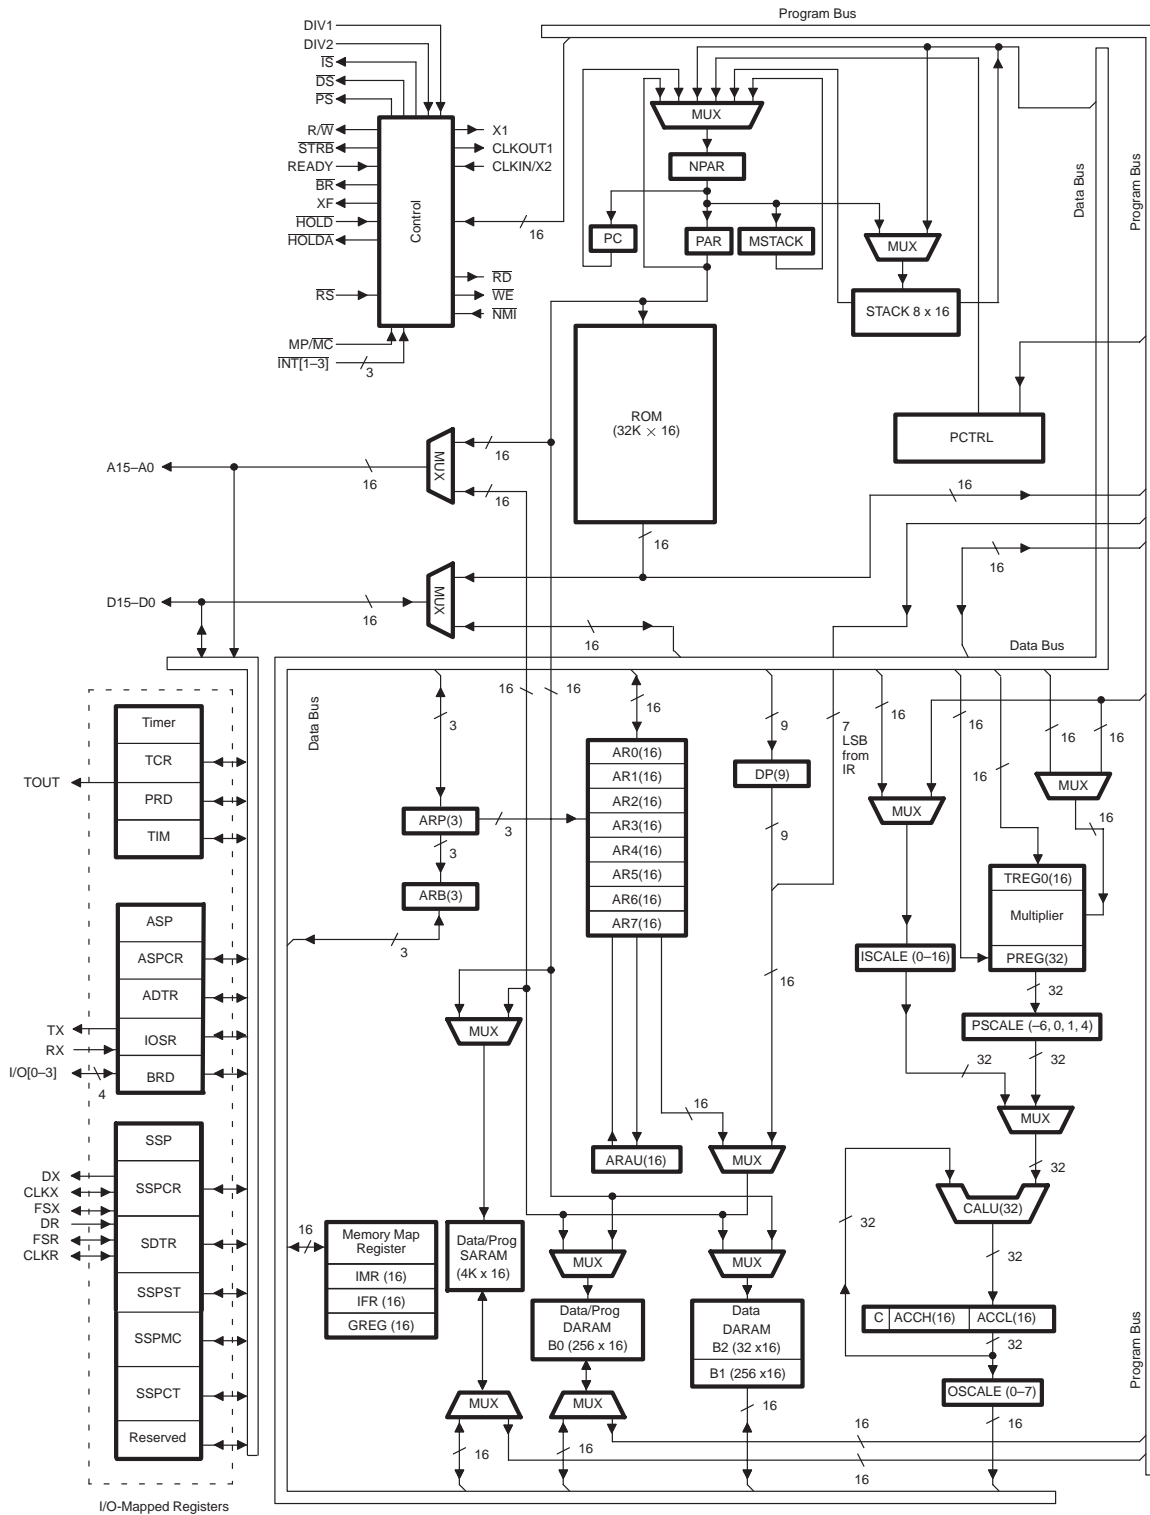 Program Bus
DIV1
DIV2
IS
DS
PS
R/W
STRB
READY
BR
XF
HOLD
HOLDA
RS
MP/MC
INT[1–3]
3
Control
X1
CLKOUT1
CLKIN/X2
16
RD
WE
NMI
MUX
NPAR
PC
PAR
MSTACK
MUX
STACK 8 x 16
Data Bus
Program Bus
ROM
(32K × 16)
PCTRL
A15–A0
16
MUX
16
16
16
16
16
D15–D0
16
MUX
16
Data Bus
16
16
Data Bus
3
16
9
7
LSB
from
IR
16
16
16
16
16
Timer
TCR
PRD
TIM
TOUT
AR0(16)
AR1(16)
AR2(16)
AR3(16)
AR4(16)
AR5(16)
AR6(16)
AR7(16)
DP(9)
9
MUX
MUX
16
ARP(3)
3
3
ARB(3)
3
TREG0(16)
Multiplier
PREG(32)
ISCALE (0–16)
32
16
PSCALE (–6, 0, 1, 4)
32
32
ASP
ASPCR
ADTR
IOSR
BRD
TX
RX
I/O[0–3]
4
MUX
16
MUX
32
ARAU(16)
MUX
CALU(32)
32
32
SSP
SSPCR
SDTR
SSPST
SSPMC
SSPCT
Reserved
DX
CLKX
FSX
DR
FSR
CLKR
16
Memory Map
Register
IMR (16)
IFR (16)
GREG (16)
Data/Prog
SARAM
(4K x 16)
MUX
MUX
Data/Prog
DARAM
B0 (256 x 16)
Data
DARAM
B2 (32 x16)
B1 (256 x16)
C
ACCH(16)
ACCL(16)
32
OSCALE (0–7)
16
Program Bus
MUX
MUX
16
16
16
16
16
I/O-Mapped Registers